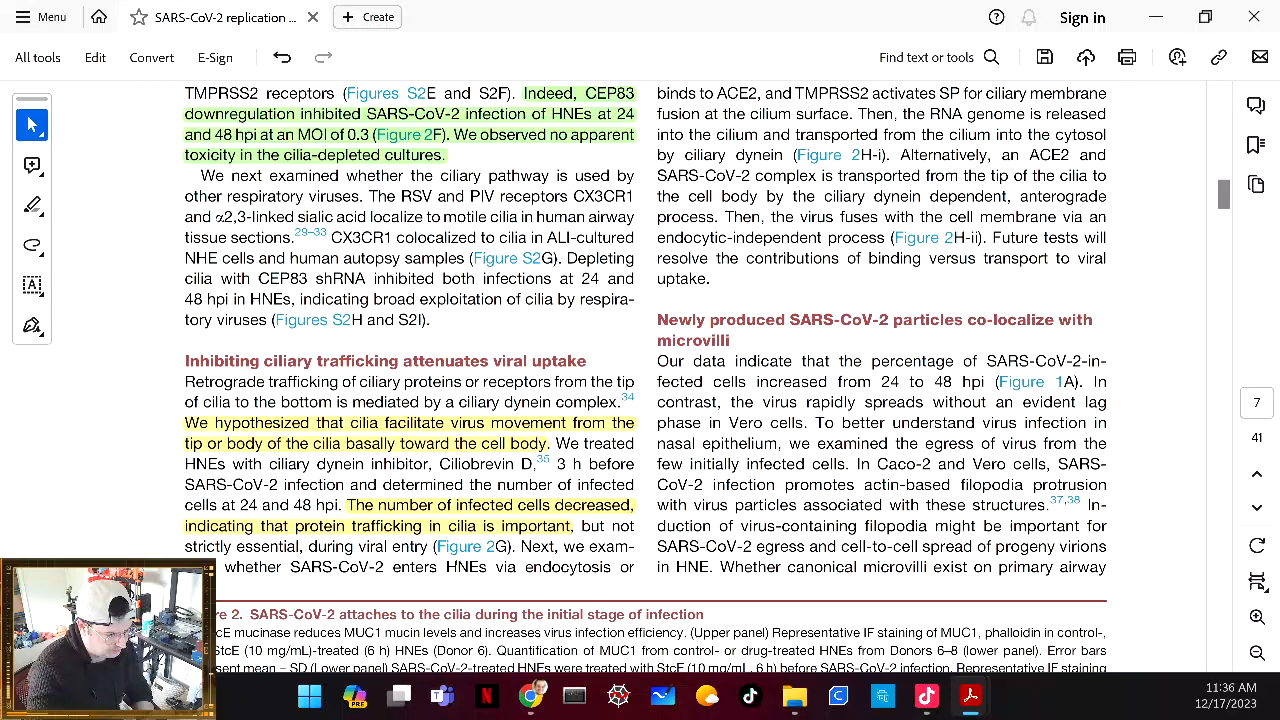 Menu
SARS-CoV-2 replication ...
Create
Sign in
All tools
Edit
Convert
E-Sign
Find text or tools
TMPRSS2 receptors (Figures S2E and S2F). Indeed, CEP83
downregulation inhibited SARS-CoV-2 infection of HNEs at 24
and 48 hpi at an MOI of 0.3 (Figure 2F). We observed no apparent
toxicity in the cilia-depleted cultures.
We next examined whether the ciliary pathway is used by
other respiratory viruses. The RSV and PIV receptors CX3CR1
and α2,3-linked sialic acid localize to motile cilia in human airway
tissue sections.29–33 CX3CR1 colocalized to cilia in ALI-cultured
NHE cells and human autopsy samples (Figure S2G). Depleting
cilia with CEP83 shRNA inhibited both infections at 24 and
48 hpi in HNEs, indicating broad exploitation of cilia by respira-
tory viruses (Figures S2H and S2I).
Inhibiting ciliary trafficking attenuates viral uptake
Retrograde trafficking of ciliary proteins or receptors from the tip
of cilia to the bottom is mediated by a ciliary dynein complex.34
We hypothesized that cilia facilitate virus movement from the
tip or body of the cilia basally toward the cell body. We treated
HNEs with ciliary dynein inhibitor, Ciliobrevin D,35 3 h before
SARS-CoV-2 infection and determined the number of infected
cells at 24 and 48 hpi. The number of infected cells decreased,
indicating that protein trafficking in cilia is important, but not
strictly essential, during viral entry (Figure 2G). Next, we exam-
whether SARS-CoV-2 enters HNEs via endocytosis or
binds to ACE2, and TMPRSS2 activates SP for ciliary membrane
fusion at the cilium surface. Then, the RNA genome is released
into the cilium and transported from the cilium into the cytosol
by ciliary dynein (Figure 2H-i). Alternatively, an ACE2 and
SARS-CoV-2 complex is transported from the tip of the cilia to
the cell body by the ciliary dynein dependent, anterograde
process. Then, the virus fuses with the cell membrane via an
endocytic-independent process (Figure 2H-ii). Future tests will
resolve the contributions of binding versus transport to viral
uptake.
Newly produced SARS-CoV-2 particles co-localize with
microvilli
Our data indicate that the percentage of SARS-CoV-2-in-
fected cells increased from 24 to 48 hpi (Figure 1A). In
contrast, the virus rapidly spreads without an evident lag
phase in Vero cells. To better understand virus infection in
nasal epithelium, we examined the egress of virus from the
few initially infected cells. In Caco-2 and Vero cells, SARS-
CoV-2 infection promotes actin-based filopodia protrusion
with virus particles associated with these structures.37,38 In-
duction of virus-containing filopodia might be important for
SARS-CoV-2 egress and cell-to-cell spread of progeny virions
in HNE. Whether canonical microvilli exist on primary airway
2. SARS-CoV-2 attaches to the cilia during the initial stage of infection
mucinase reduces MUC1 mucin levels and increases virus infection efficiency. (Upper panel) Representative IF staining of MUC1, phalloidin in control-,
StcE (10 mg/mL)-treated (6 h) HNEs (Donor 6). Quantification of MUC1 from control- or drug-treated HNEs from Donors 6–8 (lower panel). Error bars
mean – SD (Lower panel) SARS-CoV-2-treated HNEs were treated with StcE (10 mg/mL, 6 h) before SARS-CoV-2 infection. Representative IF staining
7
41
PRE
11:36 AM
12/17/2023